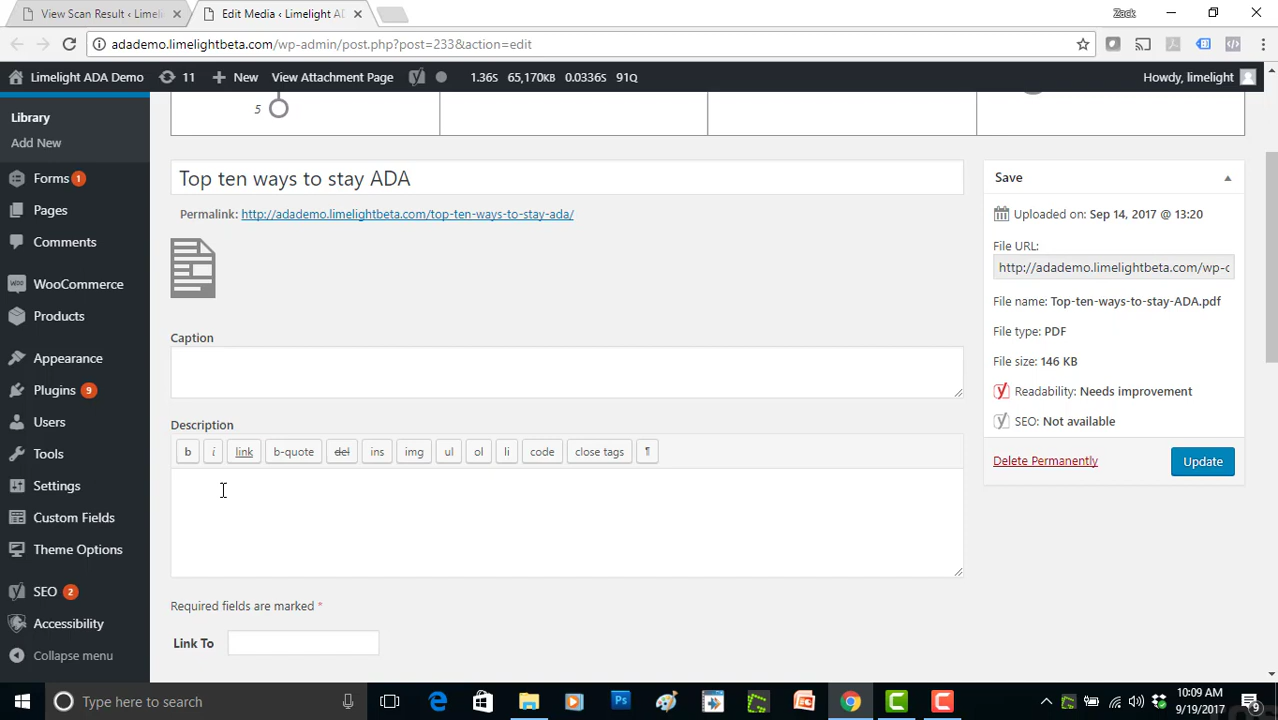 View Scan Result ‹ Limeli
Edit Media ‹ Limelight AD
Zack
adademo.limelightbeta.com/wp-admin/post.php?post=233&action=edit
Limelight ADA Demo
11
New
View Attachment Page
1.36s
65,170KB
0.0336s
91Q
Howdy, limelight
Library
Add New
Forms 1
Pages
Comments
WooCommerce
Products
Appearance
Plugins 9
Users
Tools
Settings
Custom Fields
Theme Options
SEO 2
Accessibility
Collapse menu
5
Top ten ways to stay ADA
Permalink: http://adademo.limelightbeta.com/top-ten-ways-to-stay-ada/
Caption
Description
b
i
link
b-quote
del
ins
img
ul
ol
li
code
close tags
¶
Required fields are marked *
Link To
Save
Uploaded on: Sep 14, 2017 @ 13:20
File URL:
http://adademo.limelightbeta.com/wp-c
File name: Top-ten-ways-to-stay-ADA.pdf
File type: PDF
File size: 146 KB
Readability: Needs improvement
SEO: Not available
Delete Permanently
Update
Type here to search
10:09 AM
9/19/2017
9